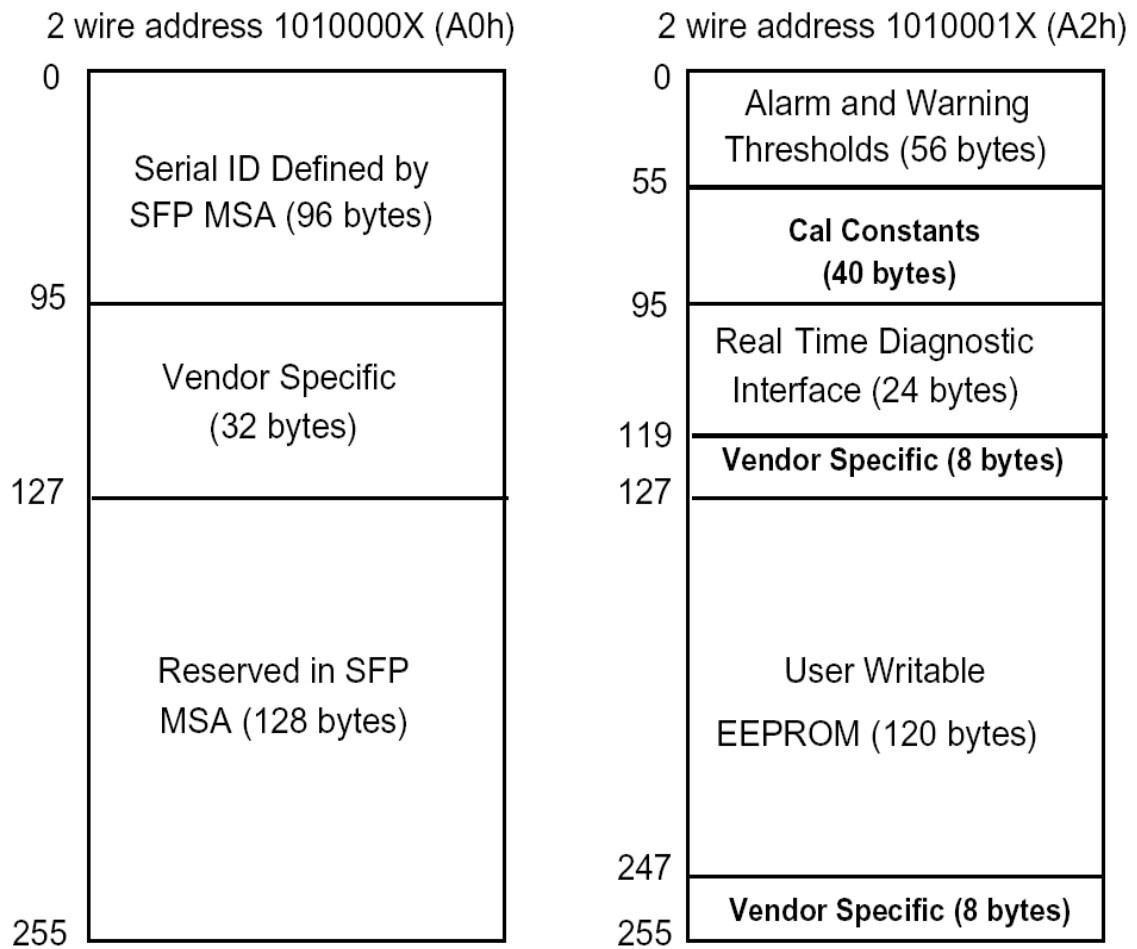 2 wire address 1010000X (A0h)
0
Serial ID Defined by
SFP MSA (96 bytes)
95
Vendor Specific
(32 bytes)
127
Reserved in SFP
MSA (128 bytes)
255
2 wire address 1010001X (A2h)
0
Alarm and Warning
Thresholds (56 bytes)
55
Cal Constants
(40 bytes)
95
Real Time Diagnostic
Interface (24 bytes)
119
Vendor Specific (8 bytes)
127
User Writable
EEPROM (120 bytes)
247
Vendor Specific (8 bytes)
255